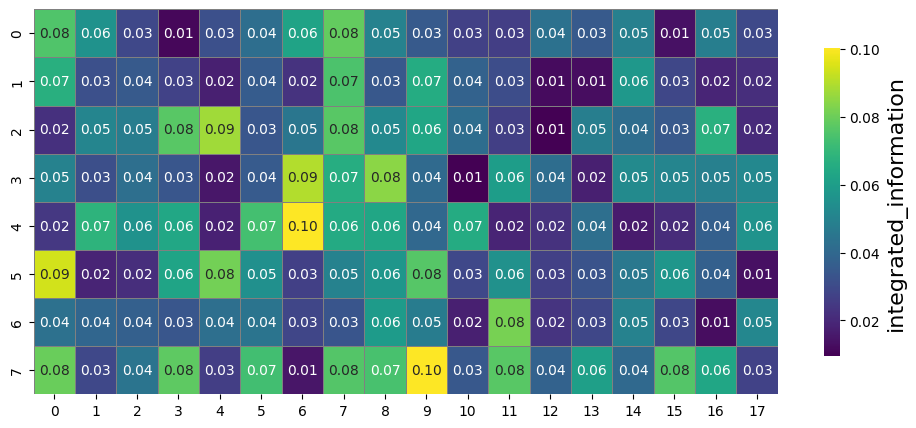 0 0.08 0.06 0.03 0.01 0.03 0.04 0.06 0.08 0.05 0.03 0.03 0.03 0.04 0.03 0.05 0.01 0.05 0.03
1 0.07 0.03 0.04 0.03 0.02 0.04 0.02 0.07 0.03 0.07 0.04 0.03 0.01 0.01 0.06 0.03 0.02 0.02
2 0.02 0.05 0.05 0.08 0.09 0.03 0.05 0.08 0.05 0.06 0.04 0.03 0.01 0.05 0.04 0.03 0.07 0.02
3 0.05 0.03 0.04 0.03 0.02 0.04 0.09 0.07 0.08 0.04 0.01 0.06 0.04 0.02 0.05 0.05 0.05 0.05
4 0.02 0.07 0.06 0.06 0.02 0.07 0.10 0.06 0.06 0.04 0.07 0.02 0.02 0.04 0.02 0.02 0.04 0.06
5 0.09 0.02 0.02 0.06 0.08 0.05 0.03 0.05 0.06 0.08 0.03 0.06 0.03 0.03 0.05 0.06 0.04 0.01
6 0.04 0.04 0.04 0.03 0.04 0.04 0.03 0.03 0.06 0.05 0.02 0.08 0.02 0.03 0.05 0.03 0.01 0.05
7 0.08 0.03 0.04 0.08 0.03 0.07 0.01 0.08 0.07 0.10 0.03 0.08 0.04 0.06 0.04 0.08 0.06 0.03
0 1 2 3 4 5 6 7 8 9 10 11 12 13 14 15 16 17
0.10
0.08
0.06
0.04
0.02
integrated_information